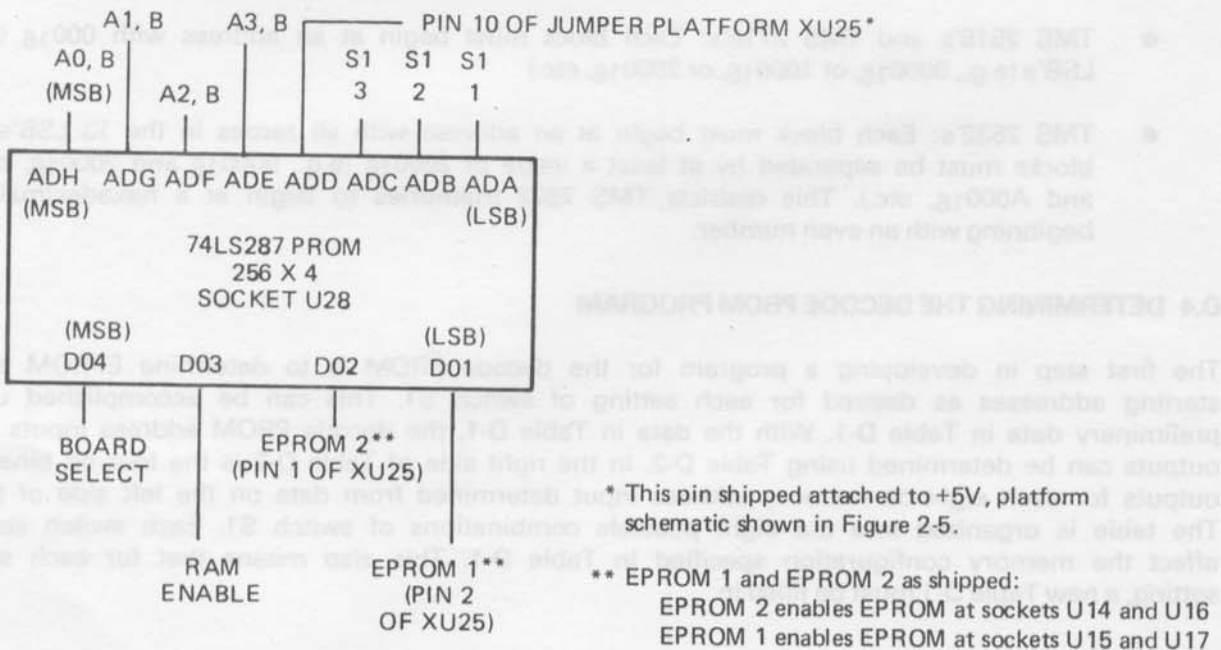 A1, B A3, B PIN 10 OF JUMPER PLATFORM XU25*
A0, B S1 S1 S1
(MSB) A2, B 3 2 1
ADH ADG ADF ADE ADD ADC ADB ADA
(MSB) (LSB)
74LS287 PROM
256 X 4
SOCKET U28
(MSB) (LSB)
D04 D03 D02 D01
BOARD
SELECT
EPROM 2**
(PIN 1 OF XU25)
* This pin shipped attached to +5V, platform
schematic shown in Figure 2-5.
RAM
ENABLE
EPROM 1**
(PIN 2
OF XU25)
** EPROM 1 and EPROM 2 as shipped:
EPROM 2 enables EPROM at sockets U14 and U16
EPROM 1 enables EPROM at sockets U15 and U17